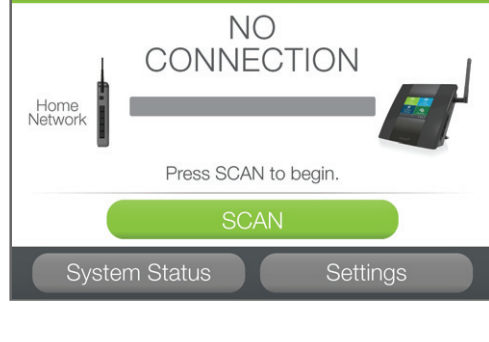 NO
CONNECTION
Home
Network
Press SCAN to begin.
SCAN
System Status
Settings